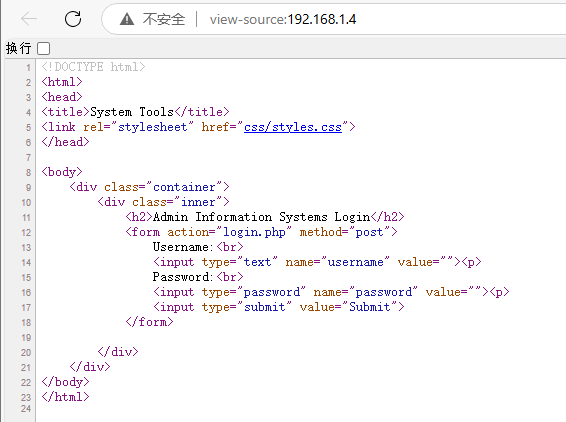 不安全 | view-source:192.168.1.4
换行
1 <!DOCTYPE html>
2 <html>
3 <head>
4 <title>System Tools</title>
5 <link rel="stylesheet" href="css/styles.css">
6 </head>
7
8 <body>
9     <div class="container">
10         <div class="inner">
11             <h2>Admin Information Systems Login</h2>
12             <form action="login.php" method="post">
13                 Username:<br>
14                 <input type="text" name="username" value=""><p>
15                 Password:<br>
16                 <input type="password" name="password" value=""><p>
17                 <input type="submit" value="Submit">
18             </form>
19
20         </div>
21     </div>
22 </body>
23 </html>
24